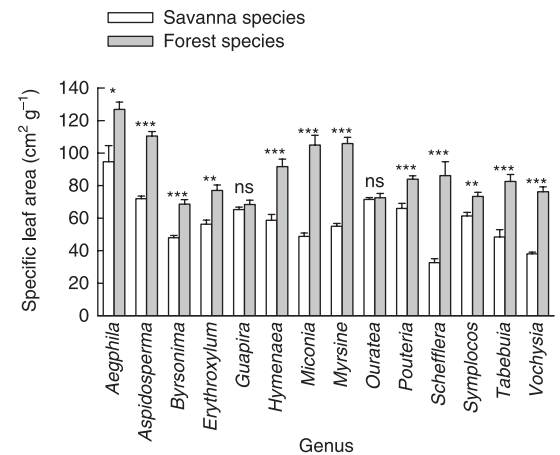 Savanna species
Forest species
Specific leaf area (cm² g⁻¹)
140
120
100
80
60
40
20
0
*
***
***
**
ns
***
***
***
ns
***
***
**
***
***
Aegphila
Aspidosperma
Byrsonima
Erythroxylum
Guapira
Hymenaea
Miconia
Myrsine
Ouratea
Pouteria
Schefflera
Symplocos
Tabebuia
Vochysia
Genus